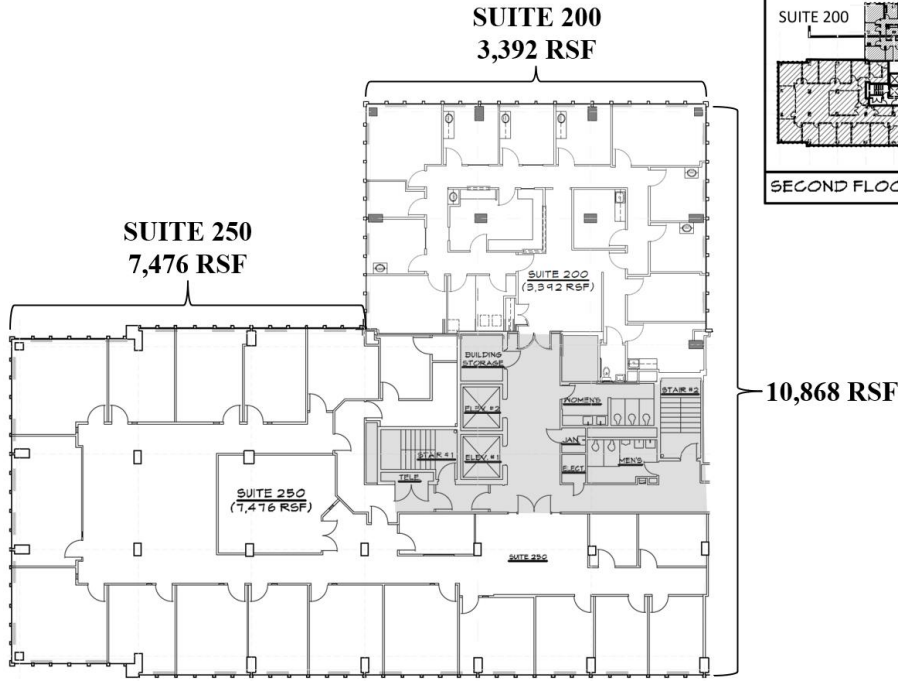 SUITE 200
3,392 RSF
SUITE 200
SECOND FLOO
SUITE 250
7,476 RSF
SUITE 200
(3,392 RSF)
BUILDING
STORAGE
ELEV. #2
WOMEN'S
STAIR #2
10,868 RSF
STAIR #1
ELEV. #1
JAN.
MEN'S
TELE.
ELECT.
SUITE 250
(7,476 RSF)
SUITE 250